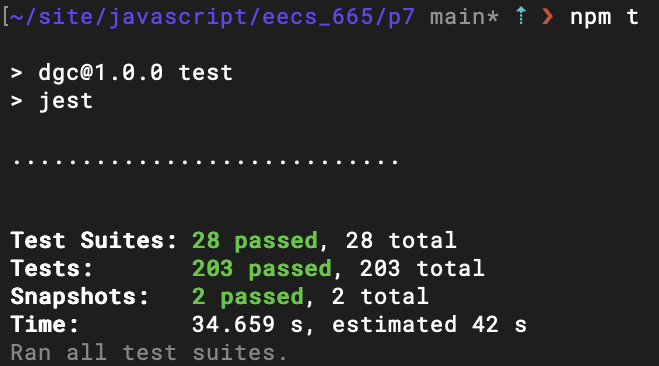 [~/site/javascript/eecs_665/p7 main* ⇡ ❯ npm t
> dgc@1.0.0 test
> jest
............................
Test Suites: 28 passed, 28 total
Tests:       203 passed, 203 total
Snapshots:   2 passed, 2 total
Time:        34.659 s, estimated 42 s
Ran all test suites.